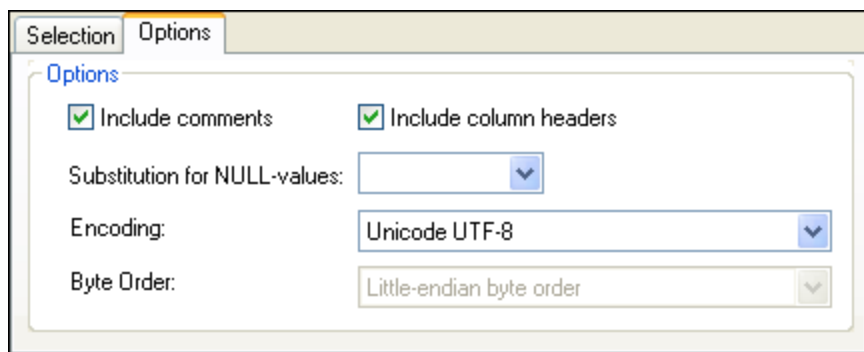 Selection Options
Options
Include comments Include column headers
Substitution for NULL-values:
Encoding: Unicode UTF-8
Byte Order: Little-endian byte order